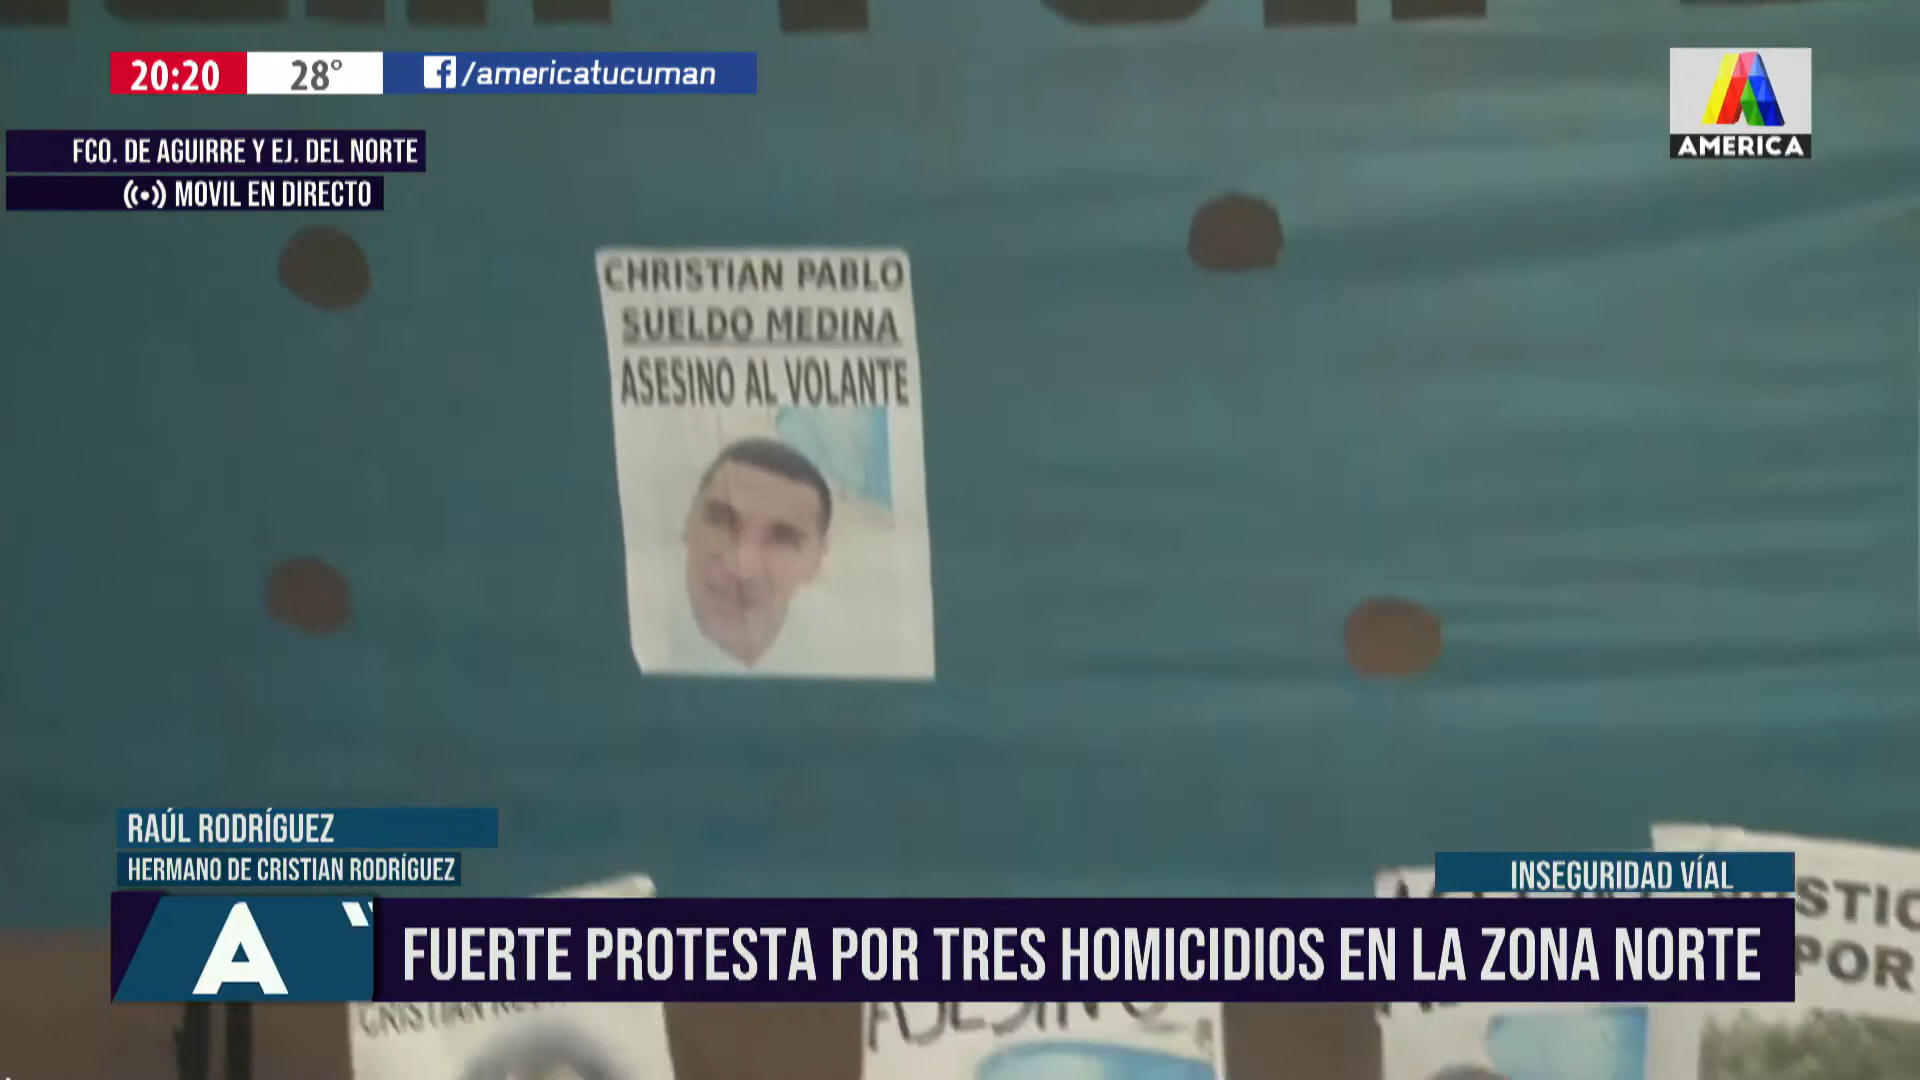 20:20 28° f/americatucuman
AMERICA
FCO. DE AGUIRRE Y EJ. DEL NORTE
MOVIL EN DIRECTO
CHRISTIAN PABLO
SUELDO MEDINA
ASESINO AL VOLANTE
RAÚL RODRÍGUEZ
HERMANO DE CRISTIAN RODRÍGUEZ
INSEGURIDAD VÍAL
A
FUERTE PROTESTA POR TRES HOMICIDIOS EN LA ZONA NORTE
POR